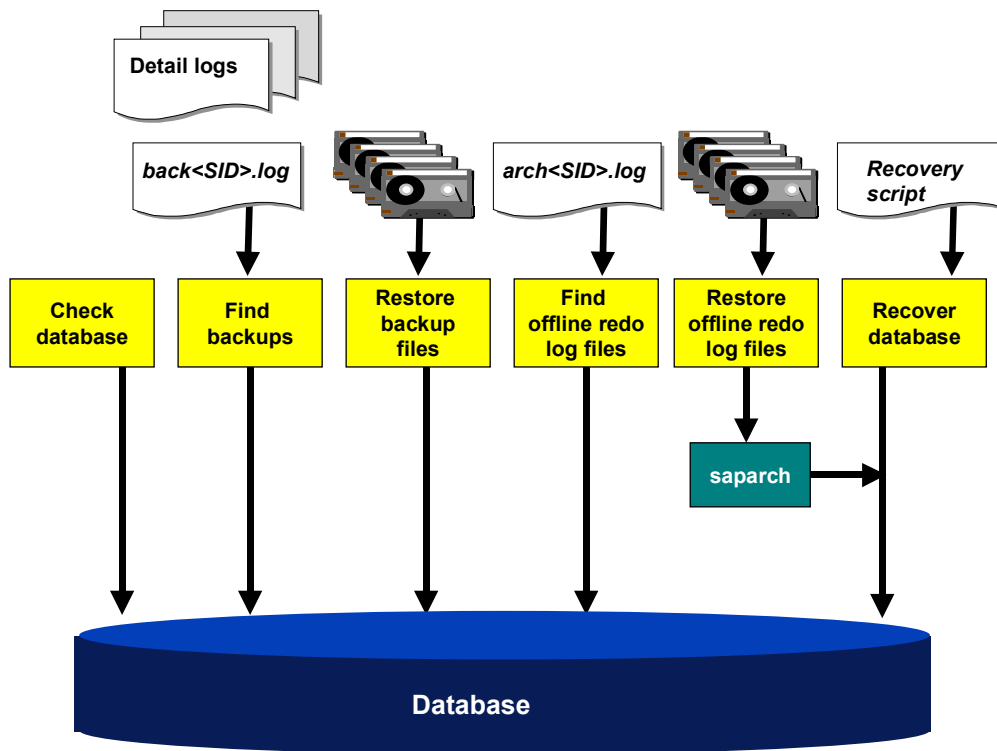 Detail logs
back<SID>.log
arch<SID>.log
Recovery
script
Check
database
Find
backups
Restore
backup
files
Find
offline redo
log files
Restore
offline redo
log files
Recover
database
saparch
Database